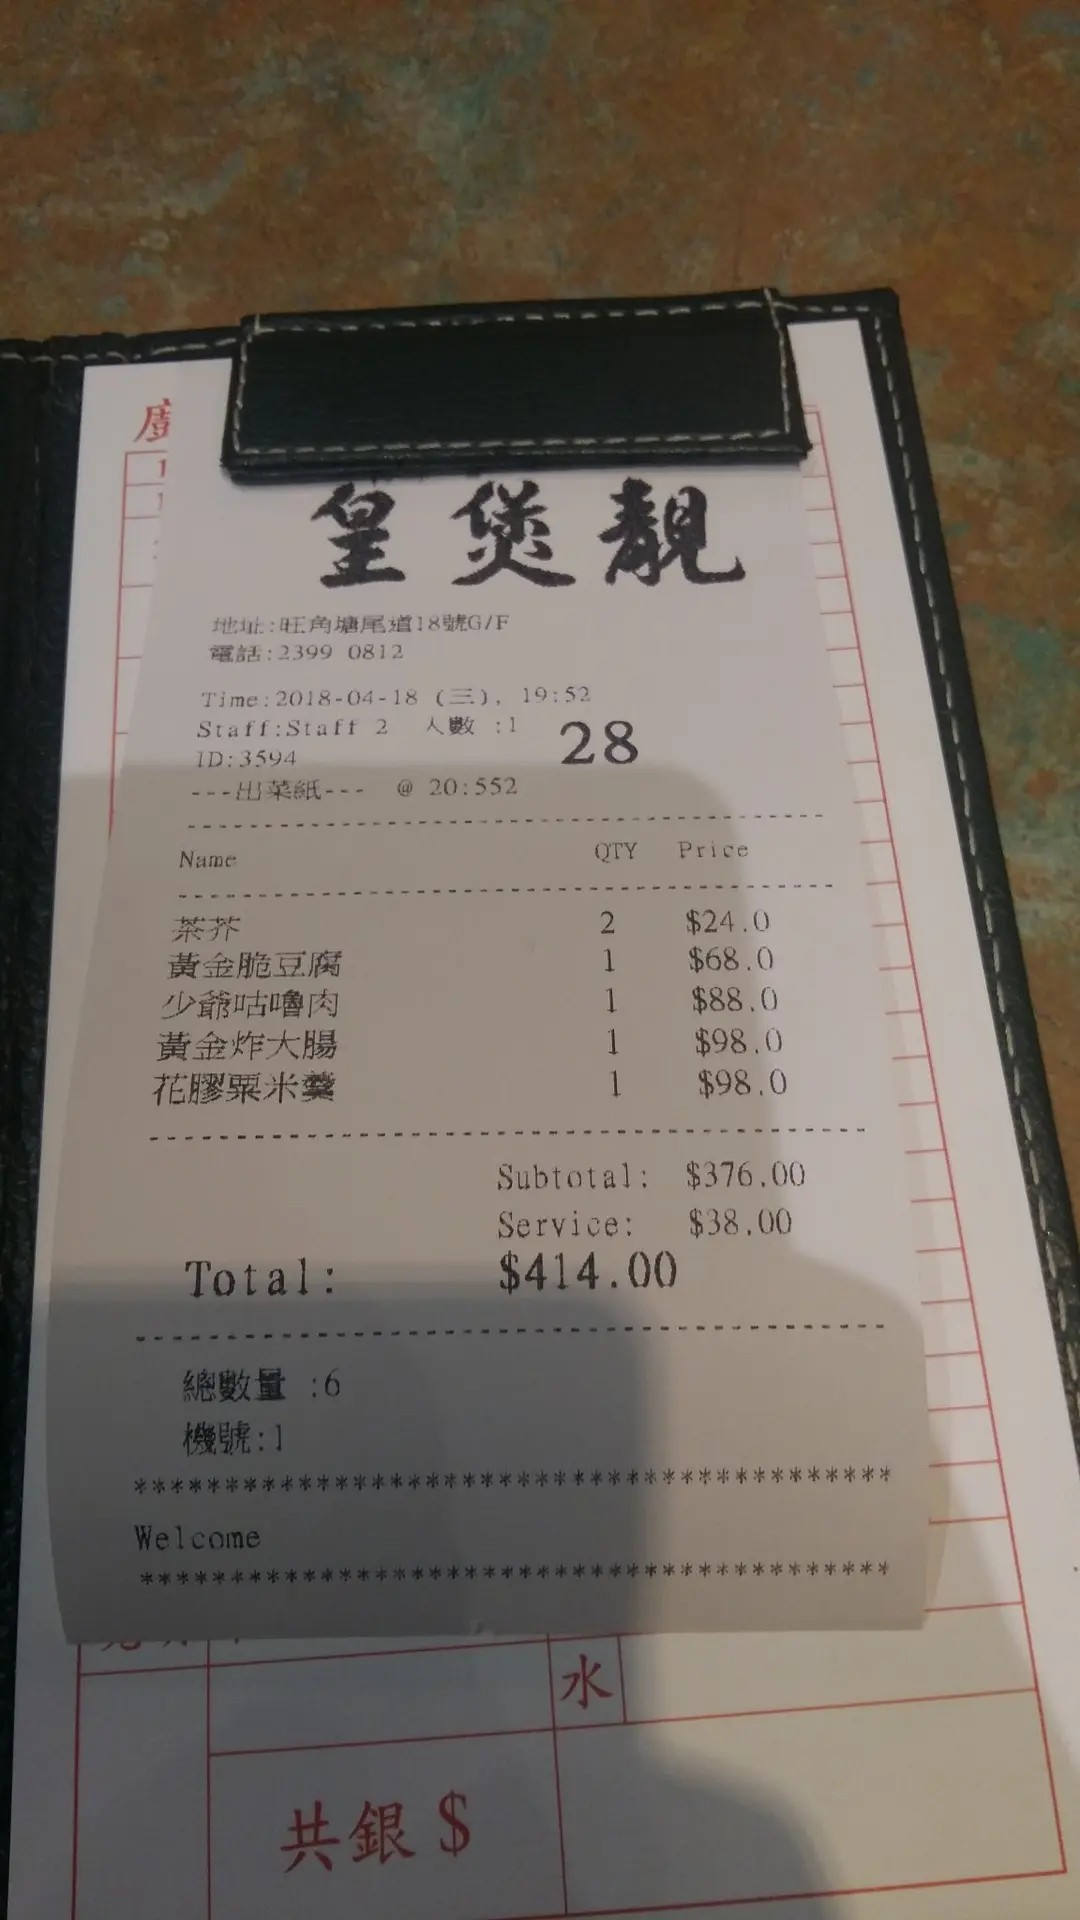 廣
皇煲靚
地址:旺角塘尾道18號G/F
電話:2399 0812
Time:2018-04-18 (三), 19:52
Staff:Staff 2 人數 :1
28
ID:3594
---出菜紙--- @ 20:552
Name QTY Price
茶芥 2 $24.0
黃金脆豆腐 1 $68.0
少爺咕嚕肉 1 $88.0
黃金炸大腸 1 $98.0
花膠粟米羹 1 $98.0
Subtotal: $376.00
Service: $38.00
Total: $414.00
總數量 :6
機號:1
******************************************
Welcome
******************************************
水
共銀 $